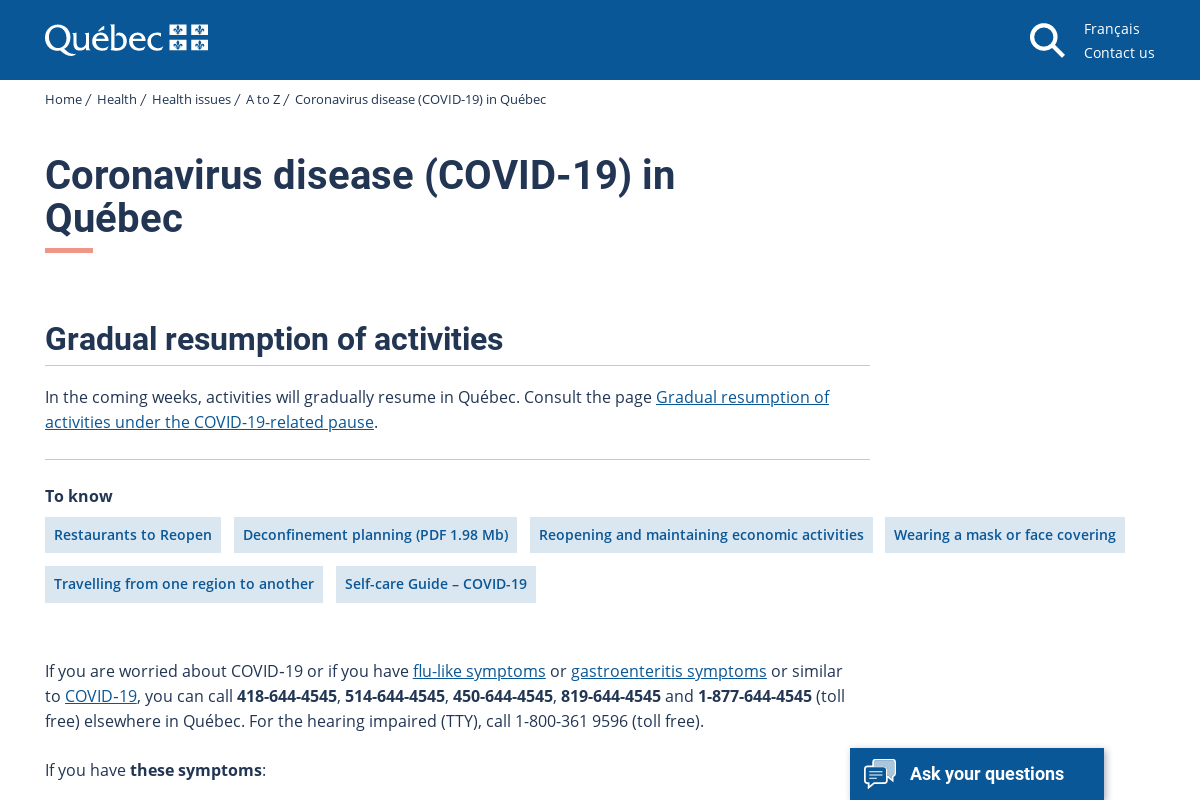 Québec
Français
Contact us
Home / Health / Health issues / A to Z / Coronavirus disease (COVID-19) in Québec
Coronavirus disease (COVID-19) in
Québec
Gradual resumption of activities
In the coming weeks, activities will gradually resume in Québec. Consult the page Gradual resumption of
activities under the COVID-19-related pause.
To know
Restaurants to Reopen
Deconfinement planning (PDF 1.98 Mb)
Reopening and maintaining economic activities
Wearing a mask or face covering
Travelling from one region to another
Self-care Guide – COVID-19
If you are worried about COVID-19 or if you have flu-like symptoms or gastroenteritis symptoms or similar
to COVID-19, you can call 418-644-4545, 514-644-4545, 450-644-4545, 819-644-4545 and 1-877-644-4545 (toll
free) elsewhere in Québec. For the hearing impaired (TTY), call 1-800-361 9596 (toll free).
If you have these symptoms:
Ask your questions